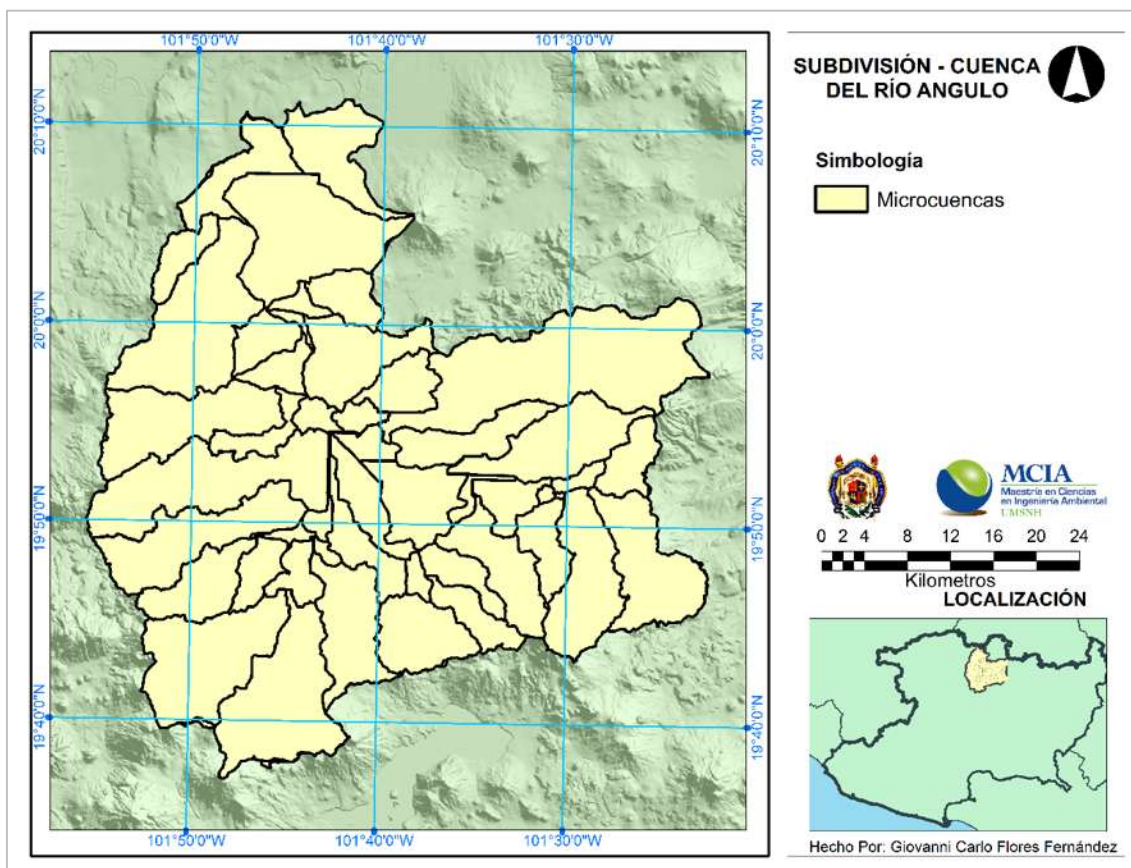 101°50'0"W
101°40'0"W
101°30'0"W
20°10'0"N
20°10'0"N
20°0'0"N
20°0'0"N
19°50'0"N
19°50'0"N
19°40'0"N
19°40'0"N
101°50'0"W
101°40'0"W
101°30'0"W
SUBDIVISIÓN - CUENCA
DEL RÍO ANGULO
Simbología
Microcuencas
MCIA
Maestría en Ciencias
en Ingeniería Ambiental
UMSNH
0 2 4 8 12 16 20 24
Kilometros
LOCALIZACIÓN
Hecho Por: Giovanni Carlo Flores Fernández